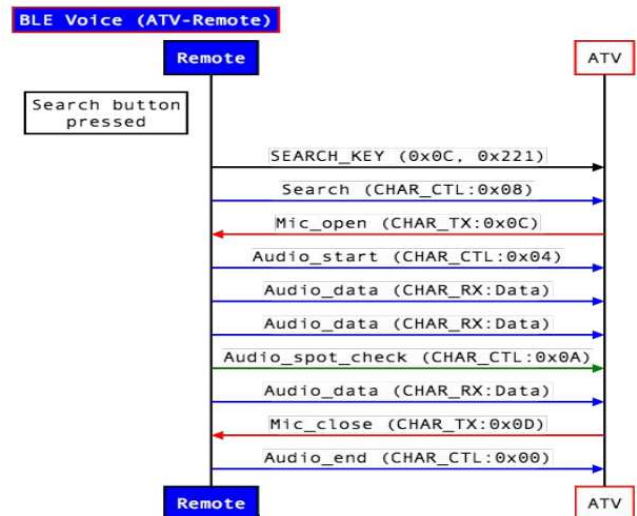 BLE Voice (ATV-Remote)
Remote
ATV
Search button
pressed
SEARCH_KEY (0x0C, 0x221)
Search (CHAR_CTL:0x08)
Mic_open (CHAR_TX:0x0C)
Audio_start (CHAR_CTL:0x04)
Audio_data (CHAR_RX:Data)
Audio_data (CHAR_RX:Data)
Audio_spot_check (CHAR_CTL:0x0A)
Audio_data (CHAR_RX:Data)
Mic_close (CHAR_TX:0x0D)
Audio_end (CHAR_CTL:0x00)
Remote
ATV